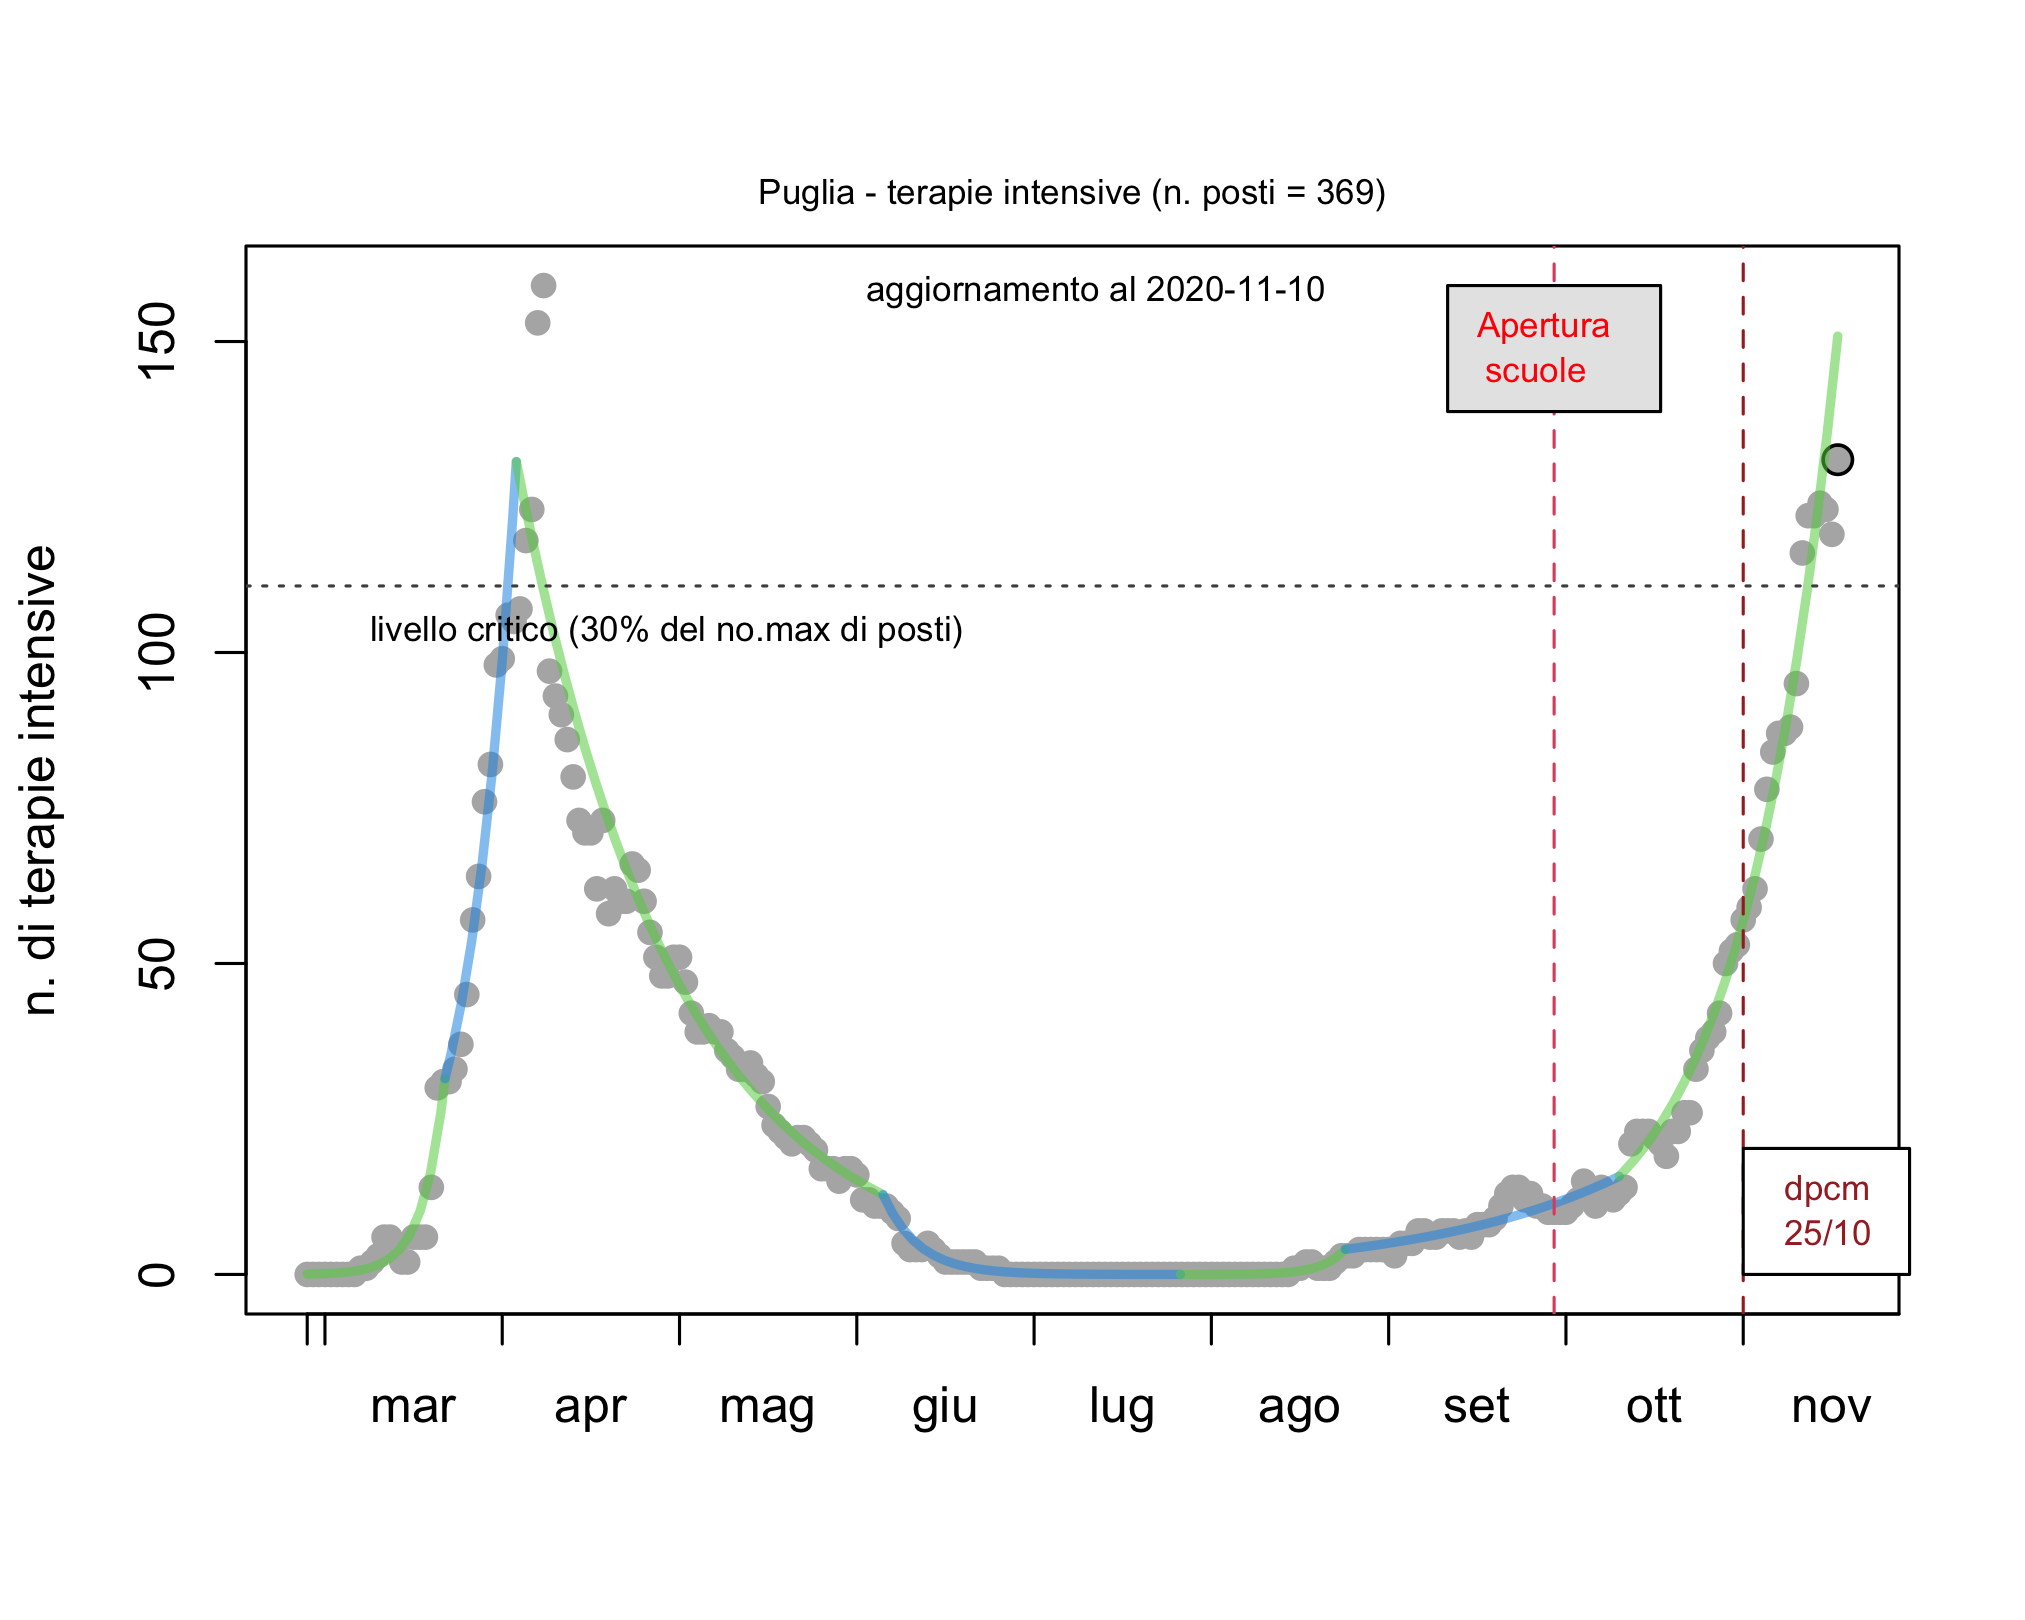 Puglia - terapie intensive (n. posti = 369)
aggiornamento al 2020-11-10
Apertura
scuole
livello critico (30% del no.max di posti)
dpcm
25/10
n. di terapie intensive
150
100
50
0
mar apr mag giu lug ago set ott nov